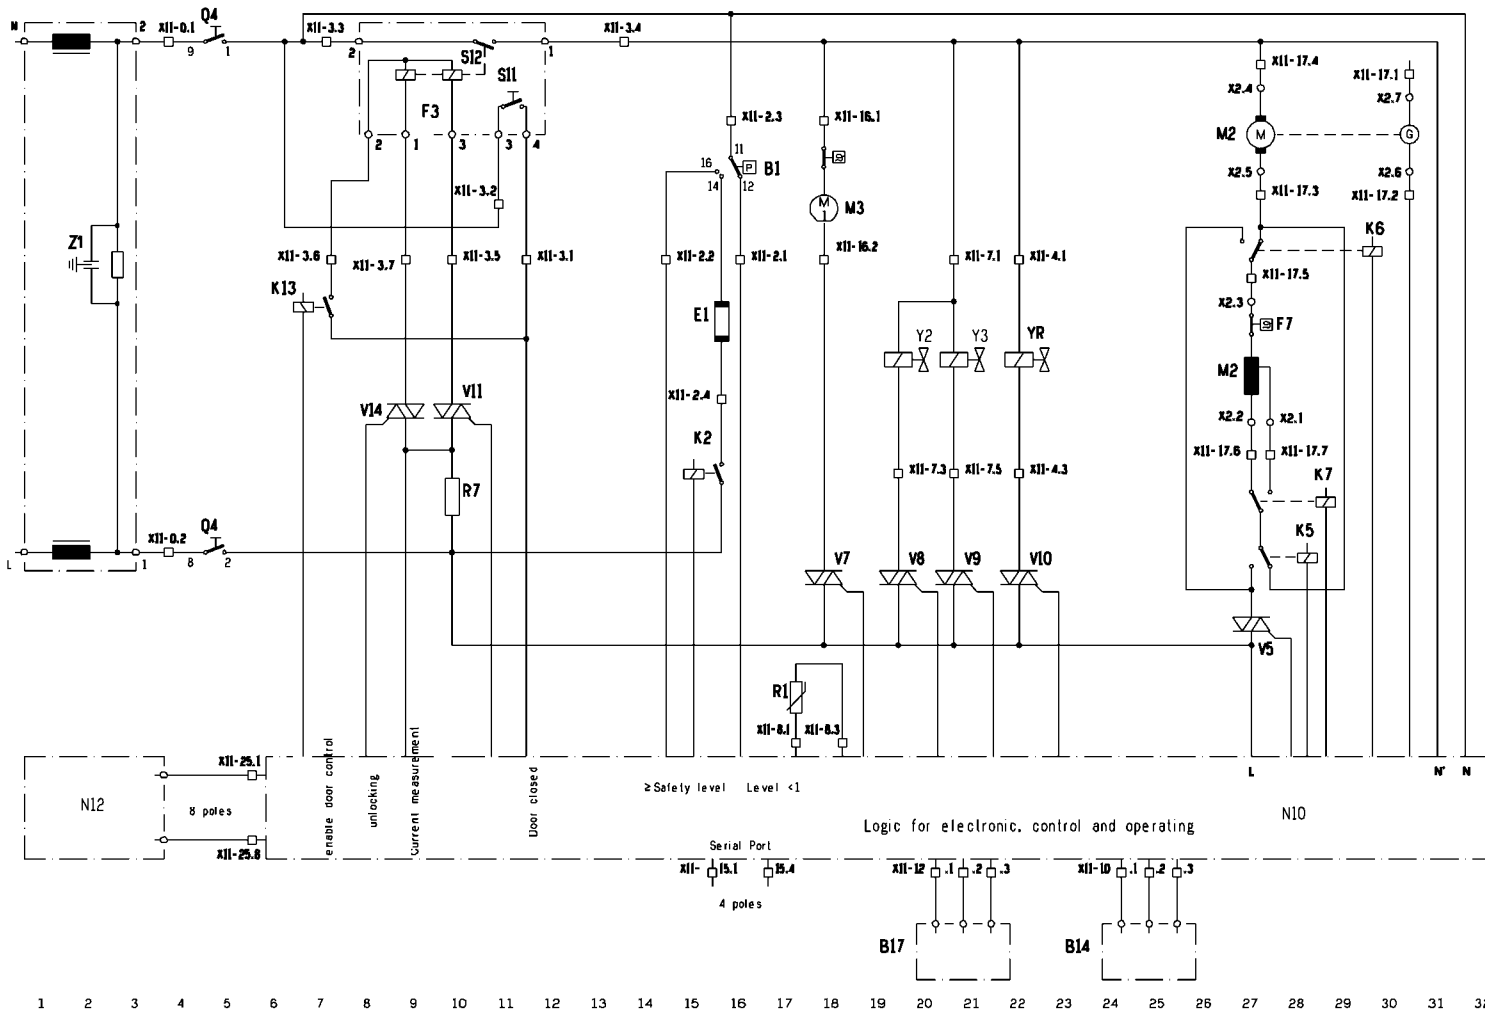 N 2 X11-0.1 Q4 X11-3.3 X11-3.4
9 1 2 S12 1
X11-17.4 X11-17.1
X2.4 X2.7
S11
F3
X11-2.3 X11-16.1 M2 M G
2 1 3 3 4
11
16 P B1
14 12
X2.5 X2.6
X11-3.2 X11-17.3 X11-17.2
M 1 M3
Z1 K6
X11-3.6 X11-3.7 X11-3.5 X11-3.1 X11-2.2 X11-2.1 X11-16.2 X11-7.1 X11-4.1
X11-17.5
K13 X2.3
E1 F7
Y2 Y3 YR
M2
V14 V11 X11-2.4
X2.2 X2.1
K2 X11-17.6 X11-17.7
X11-7.3 X11-7.5 X11-4.3 K7
R7
Q4 K5
X11-0.2
L 1 8 2
V7 V8 V9 V10
V5
R1
X11-8.1 X11-8.3
enable door control
unlocking
Current measurement
Door closed
X11-25.1 L N' N
≥Safety level Level <1
N12 8 poles N10
Logic for electronic. control and operating
X11-25.8 Serial Port
X11- 15.1 15.4 X11-12 .1 .2 .3 X11-10 .1 .2 .3
4 poles
B17 B14
1 2 3 4 5 6 7 8 9 10 11 12 13 14 15 16 17 18 19 20 21 22 23 24 25 26 27 28 29 30 31 32